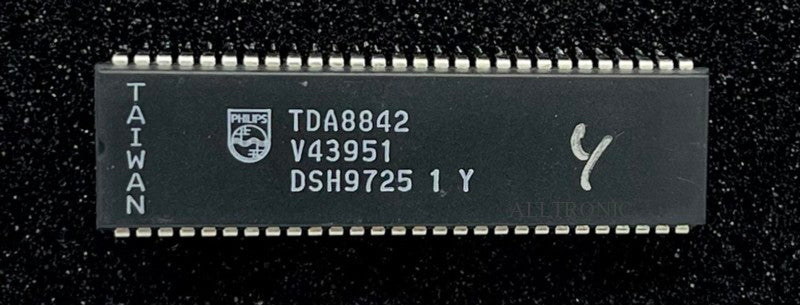 TAIWAN
PHILIPS
TDA8842
V43951
DSH9725 1 Y
Y
ALLTRONIC